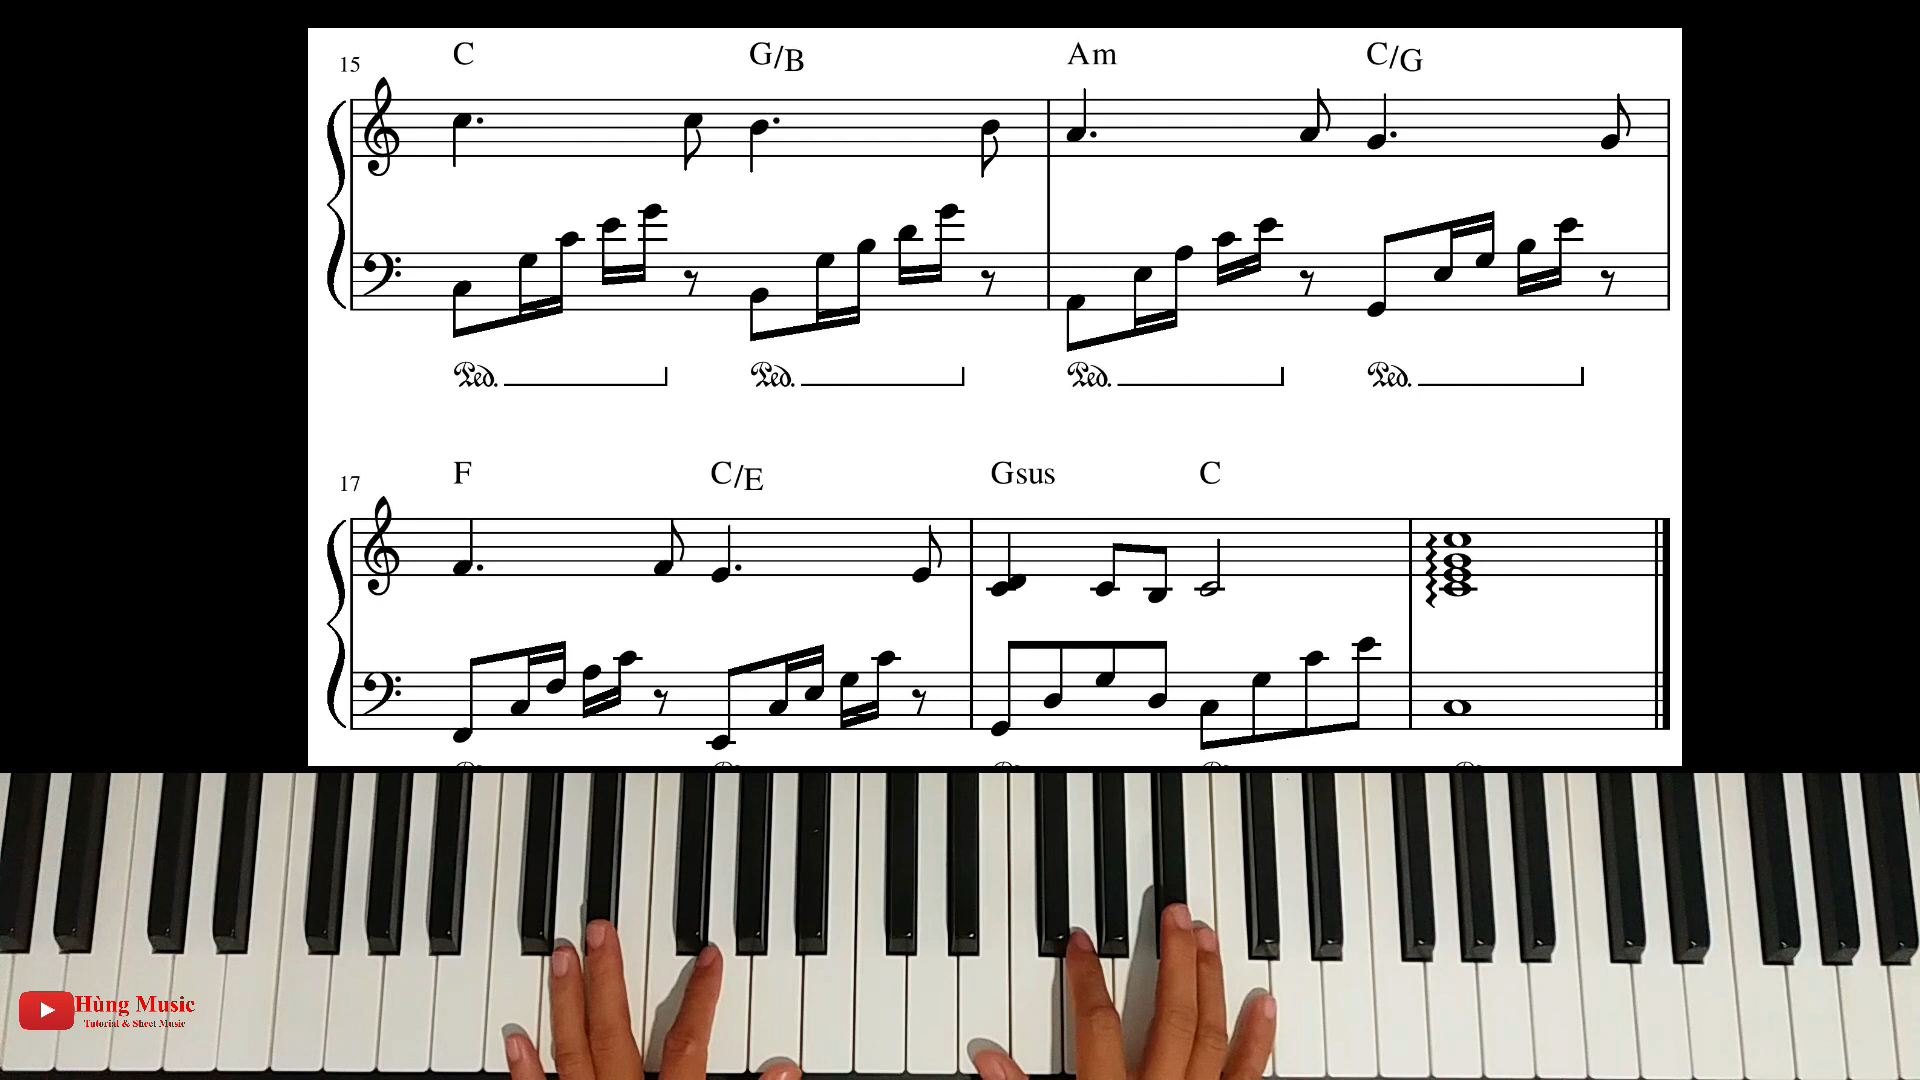 15 C G/B Am C/G
Ped. Ped. Ped. Ped.
17 F C/E Gsus C
Hùng Music
Tutorial & Sheet Music